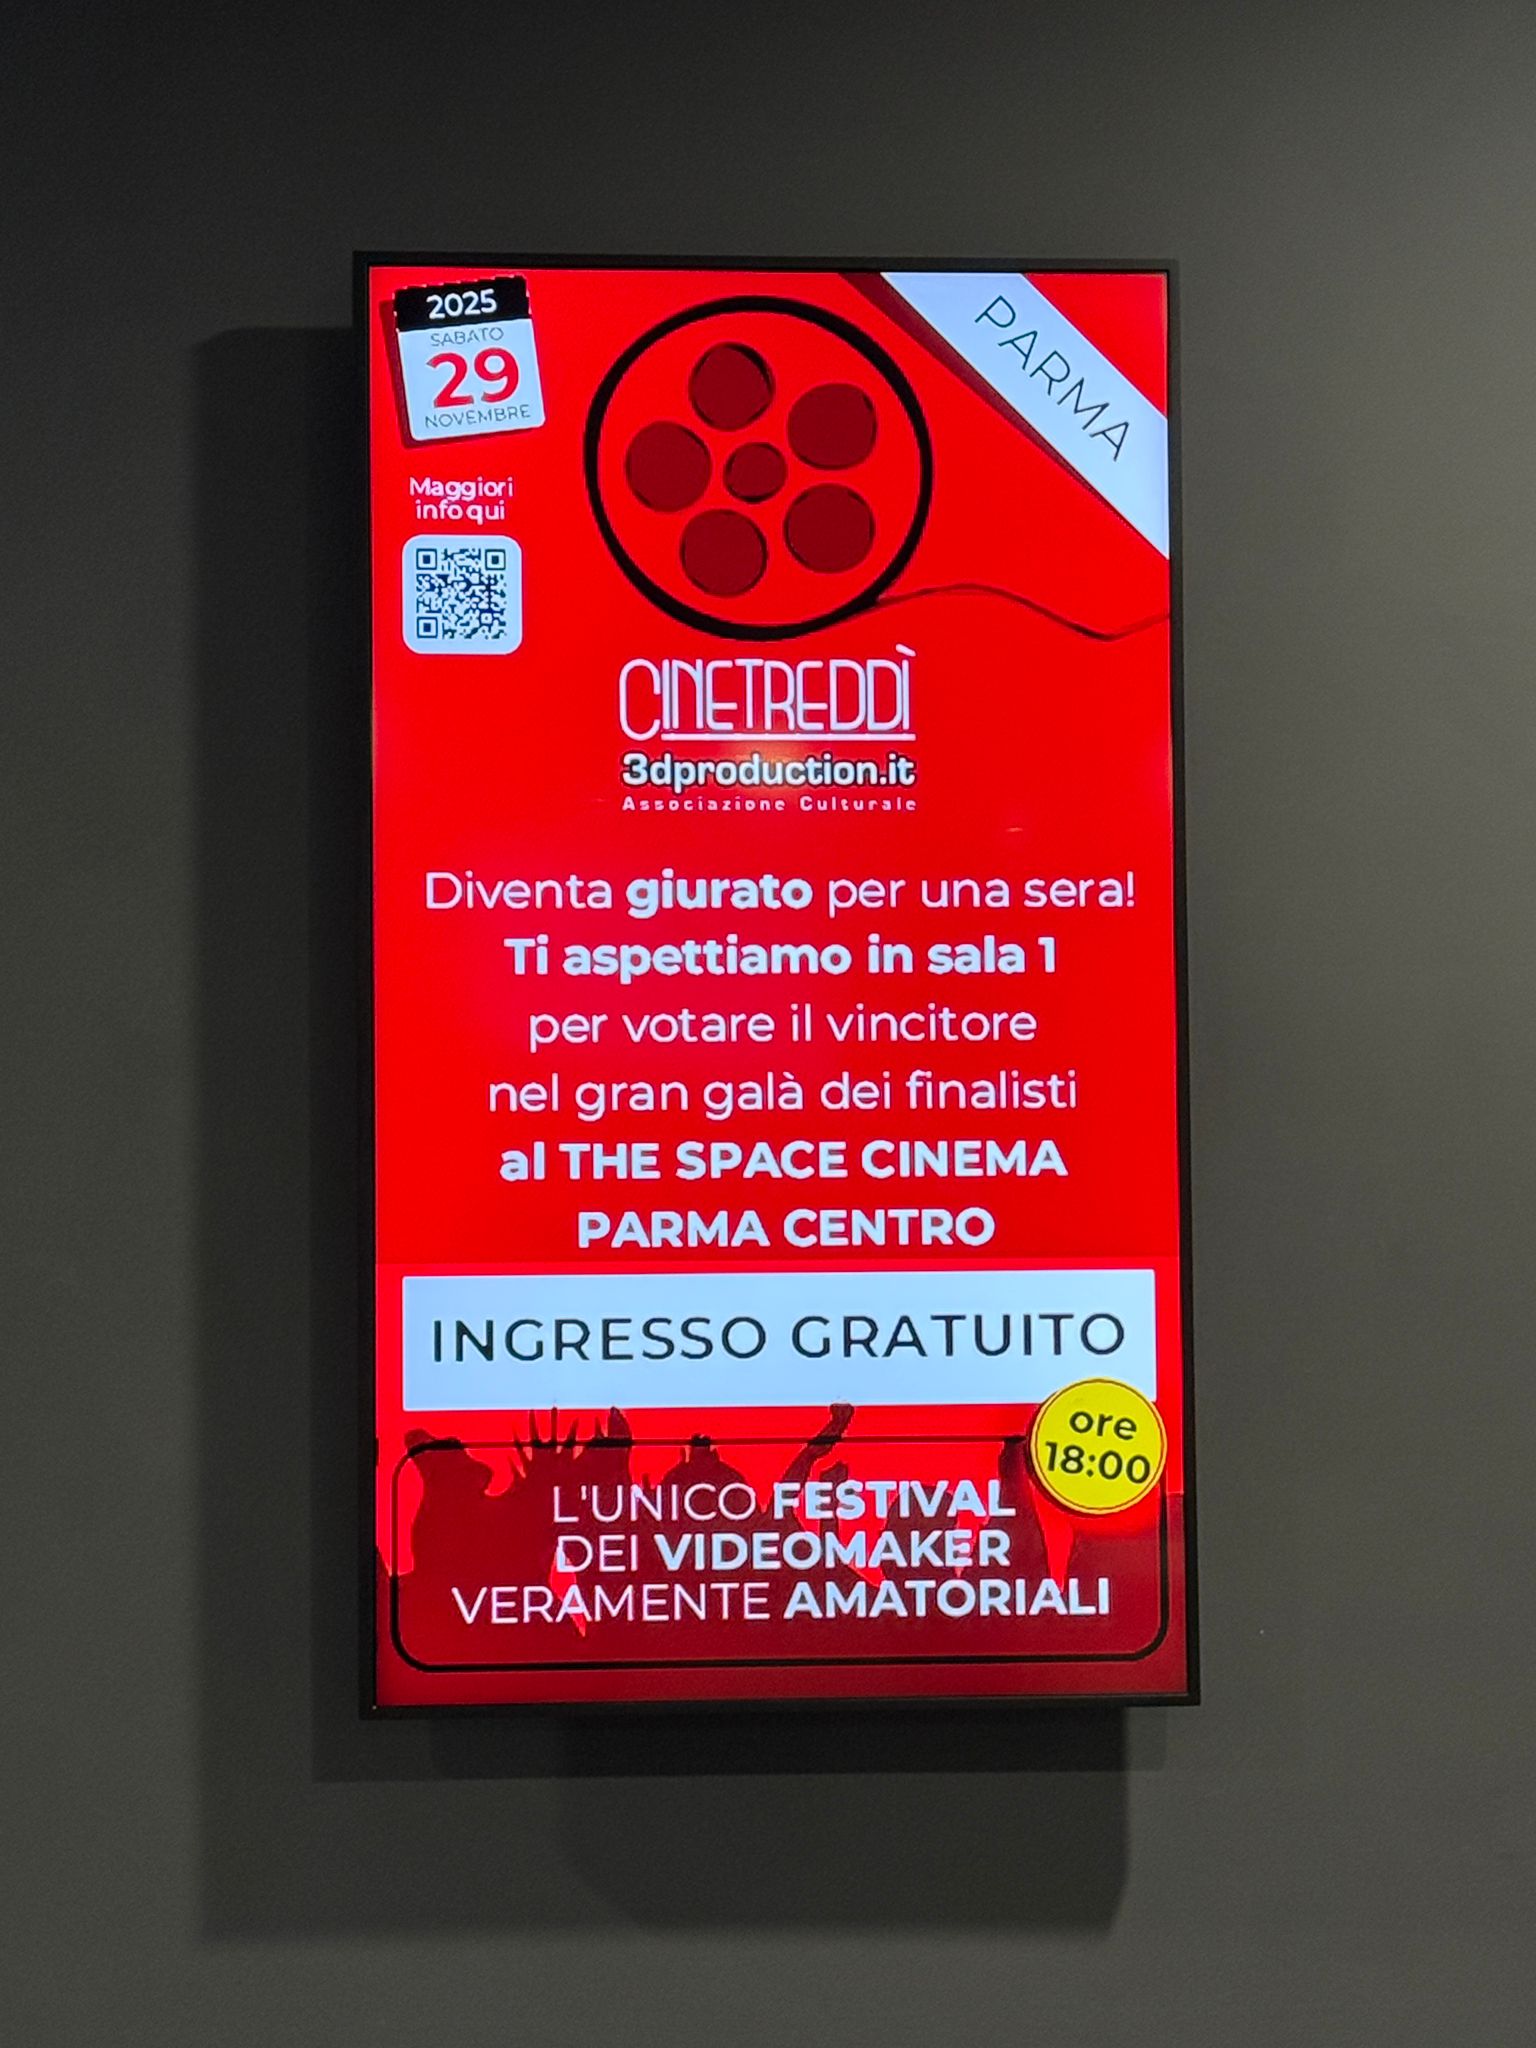 2025
SABATO
29
NOVEMBRE
PARMA
Maggiori
info qui
CINETREDDÌ
3dproduction.it
Associazione Culturale
Diventa giurato per una sera!
Ti aspettiamo in sala 1
per votare il vincitore
nel gran galà dei finalisti
al THE SPACE CINEMA
PARMA CENTRO
INGRESSO GRATUITO
ore
18:00
L'UNICO FESTIVAL
DEI VIDEOMAKER
VERAMENTE AMATORIALI